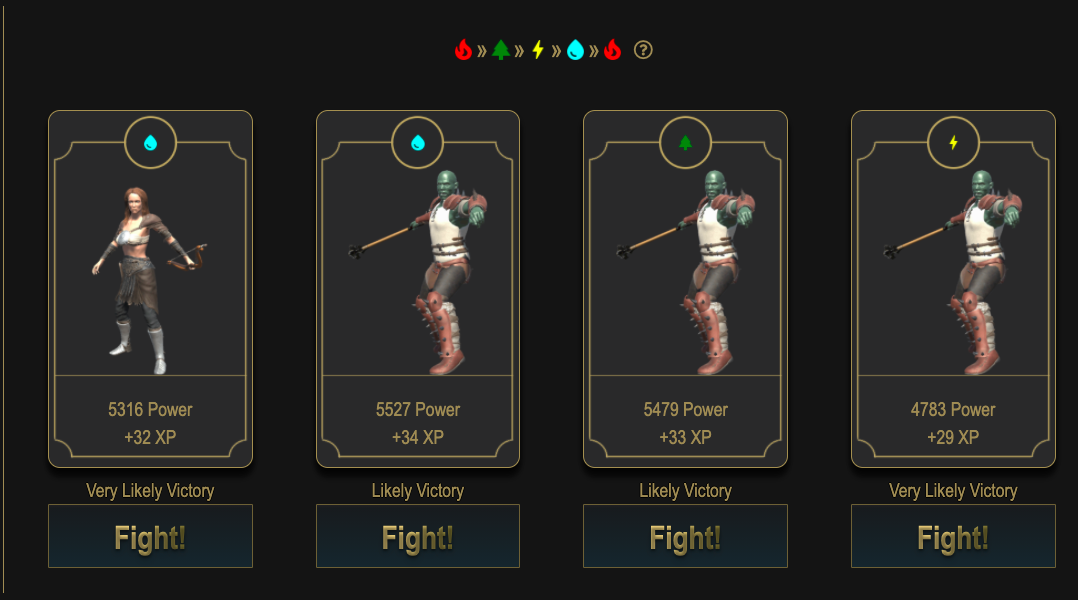 5316 Power
+32 XP
Very Likely Victory
Fight!
5527 Power
+34 XP
Likely Victory
Fight!
5479 Power
+33 XP
Likely Victory
Fight!
4783 Power
+29 XP
Very Likely Victory
Fight!